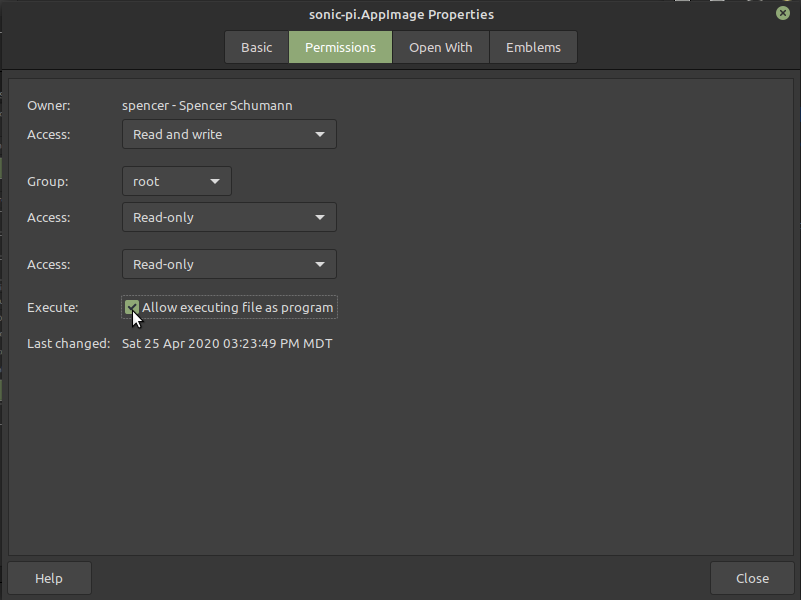 sonic-pi.AppImage Properties
Basic Permissions Open With Emblems
Owner: spencer - Spencer Schumann
Access: Read and write
Group: root
Access: Read-only
Access: Read-only
Execute: Allow executing file as program
Last changed: Sat 25 Apr 2020 03:23:49 PM MDT
Help Close